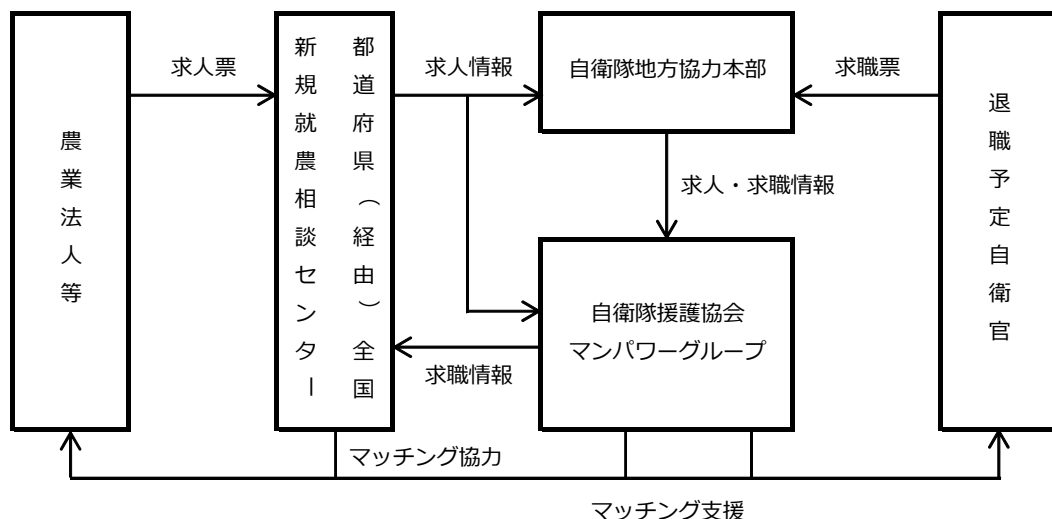 農業法人等
求人票
都道府県（経由）全国
新規就農相談センター
求人情報
自衛隊地方協力本部
求職票
退職予定自衛官
求人・求職情報
自衛隊援護協会
マンパワーグループ
求職情報
マッチング協力
マッチング支援